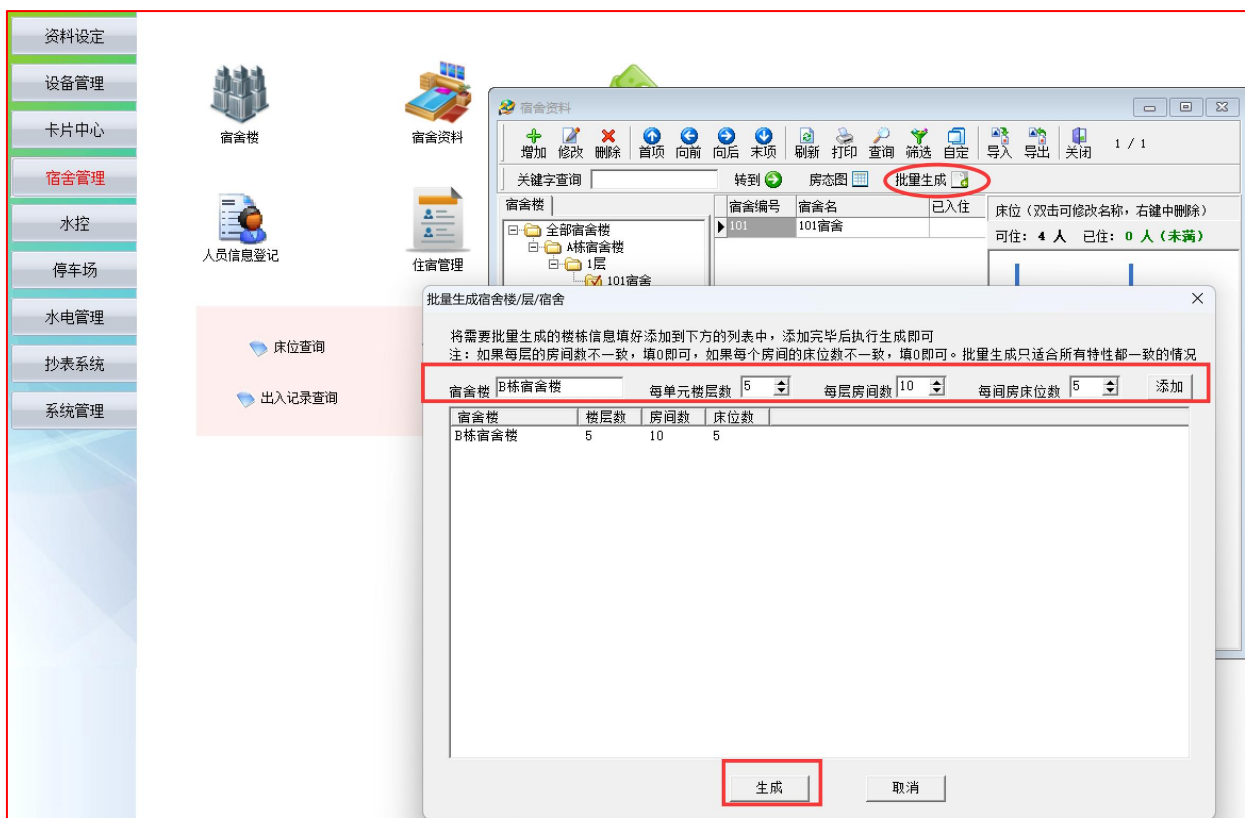 资料设定
设备管理
卡片中心
宿舍管理
水控
停车场
水电管理
抄表系统
系统管理
宿舍楼
宿舍资料
人员信息登记
住宿管理
床位查询
出入记录查询
宿舍资料
增加 修改 删除 首项 向前 向后 末项 刷新 打印 查询 筛选 自定 导入 导出 关闭 1 / 1
关键字查询 转到 房态图 批量生成
宿舍楼
全部宿舍楼
A栋宿舍楼
1层
101宿舍
宿舍编号 宿舍名 已入住
101 101宿舍
床位（双击可修改名称，右键中删除）
可住: 4 人 已住: 0 人（未满）
批量生成宿舍楼/层/宿舍
将需要批量生成的楼栋信息填好添加到下方的列表中，添加完毕后执行生成即可
注：如果每层的房间数不一致，填0即可，如果每个房间的床位数不一致，填0即可。批量生成只适合所有特性都一致的情况
宿舍楼 B栋宿舍楼 每单元楼层数 5 每层房间数 10 每间房床位数 5 添加
宿舍楼 楼层数 房间数 床位数
B栋宿舍楼 5 10 5
生成 取消